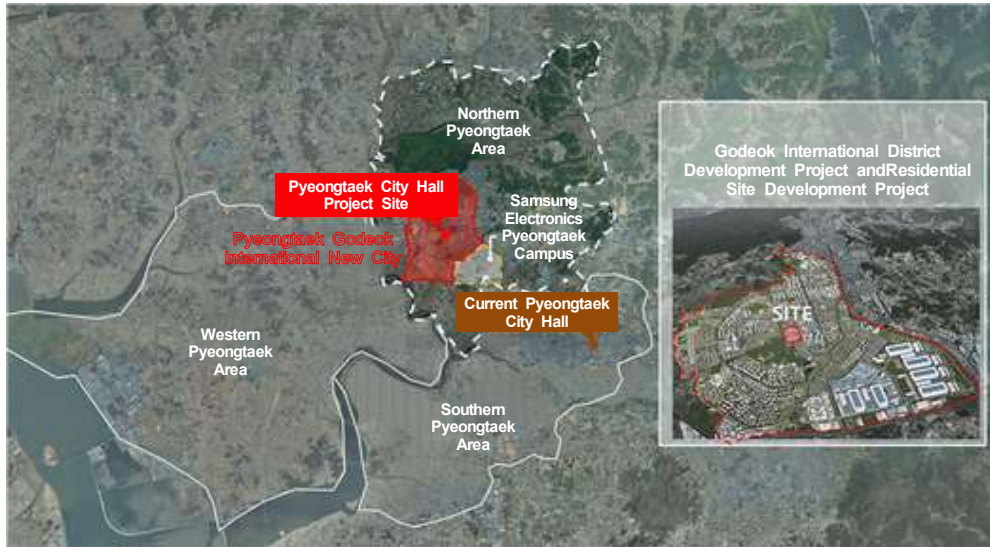 Northern
Pyeongtaek
Area
Pyeongtaek City Hall
Project Site
Samsung
Electronics
Pyeongtaek
Campus
Pyeongtaek Godeok
International New City
Current Pyeongtaek
City Hall
Western
Pyeongtaek
Area
Southern
Pyeongtaek
Area
Godeok International District
Development Project andResidential
Site Development Project
SITE